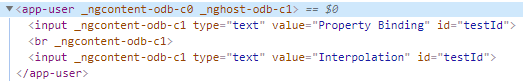 ▼<app-user _ngcontent-odb-c0 _nghost-odb-c1> == $0
<input _ngcontent-odb-c1 type="text" value="Property Binding" id="testId">
<br _ngcontent-odb-c1>
<input _ngcontent-odb-c1 type="text" value="Interpolation" id="testId">
</app-user>